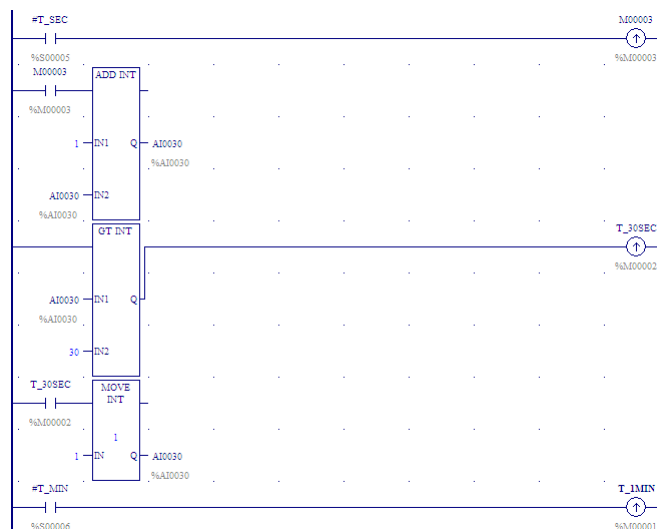 #T_SEC M00003
%S00005 %M00003
M00003 ADD INT
%M00003
1 IN1 Q AI0030
%AI0030
AI0030 IN2
%AI0030
GT INT T_30SEC
%M00002
AI0030 IN1 Q
%AI0030
30 IN2
T_30SEC MOVE
INT
%M00002
1
1 IN Q AI0030
%AI0030
#T_MIN T_1MIN
%S00006 %M00001